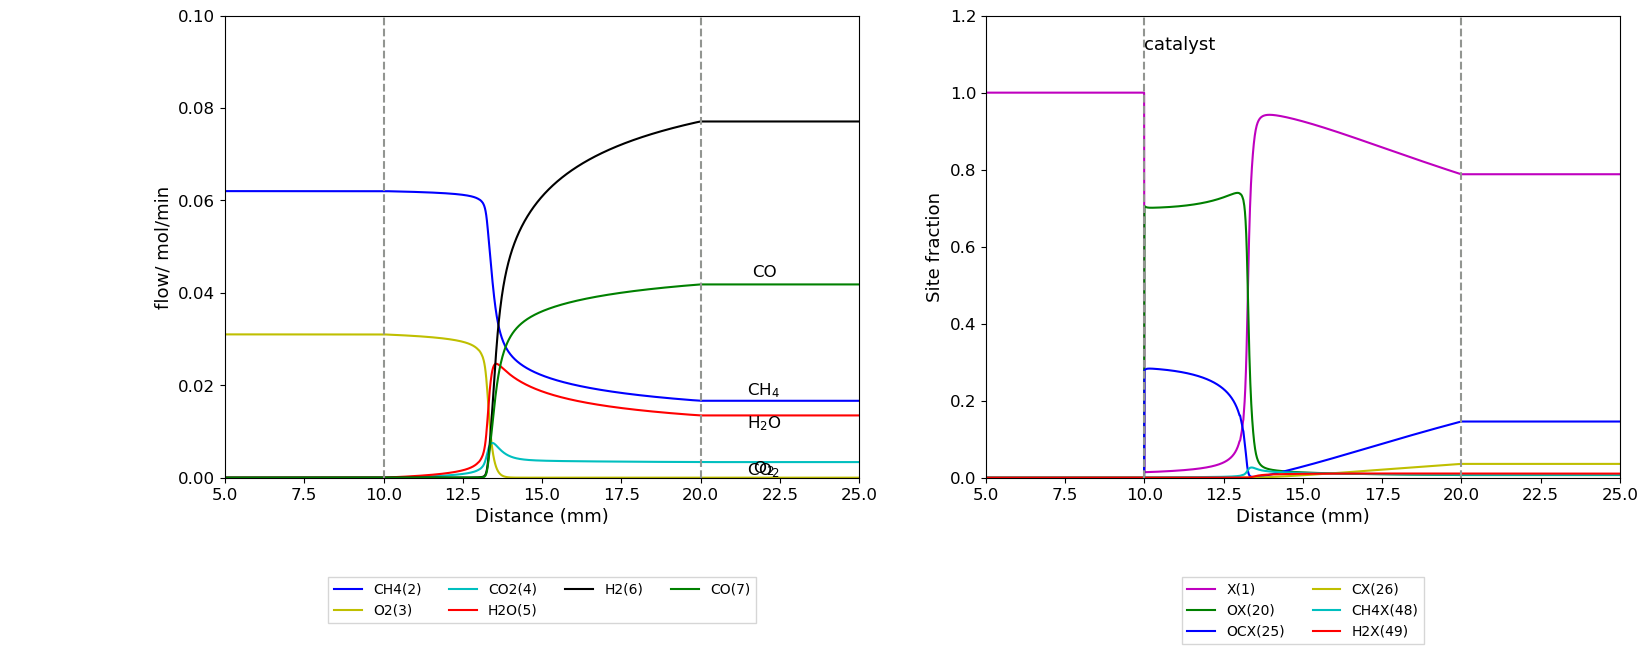 0.10
0.08
0.06
0.04
0.02
0.00
flow/ mol/min
CO
CH₄
H₂O
CO₂
O₂
5.0 7.5 10.0 12.5 15.0 17.5 20.0 22.5 25.0
Distance (mm)
CH4(2) CO2(4) H2(6) CO(7)
O2(3) H2O(5)
1.2
1.0
0.8
0.6
0.4
0.2
0.0
Site fraction
catalyst
5.0 7.5 10.0 12.5 15.0 17.5 20.0 22.5 25.0
Distance (mm)
X(1) CX(26)
OX(20) CH4X(48)
OCX(25) H2X(49)